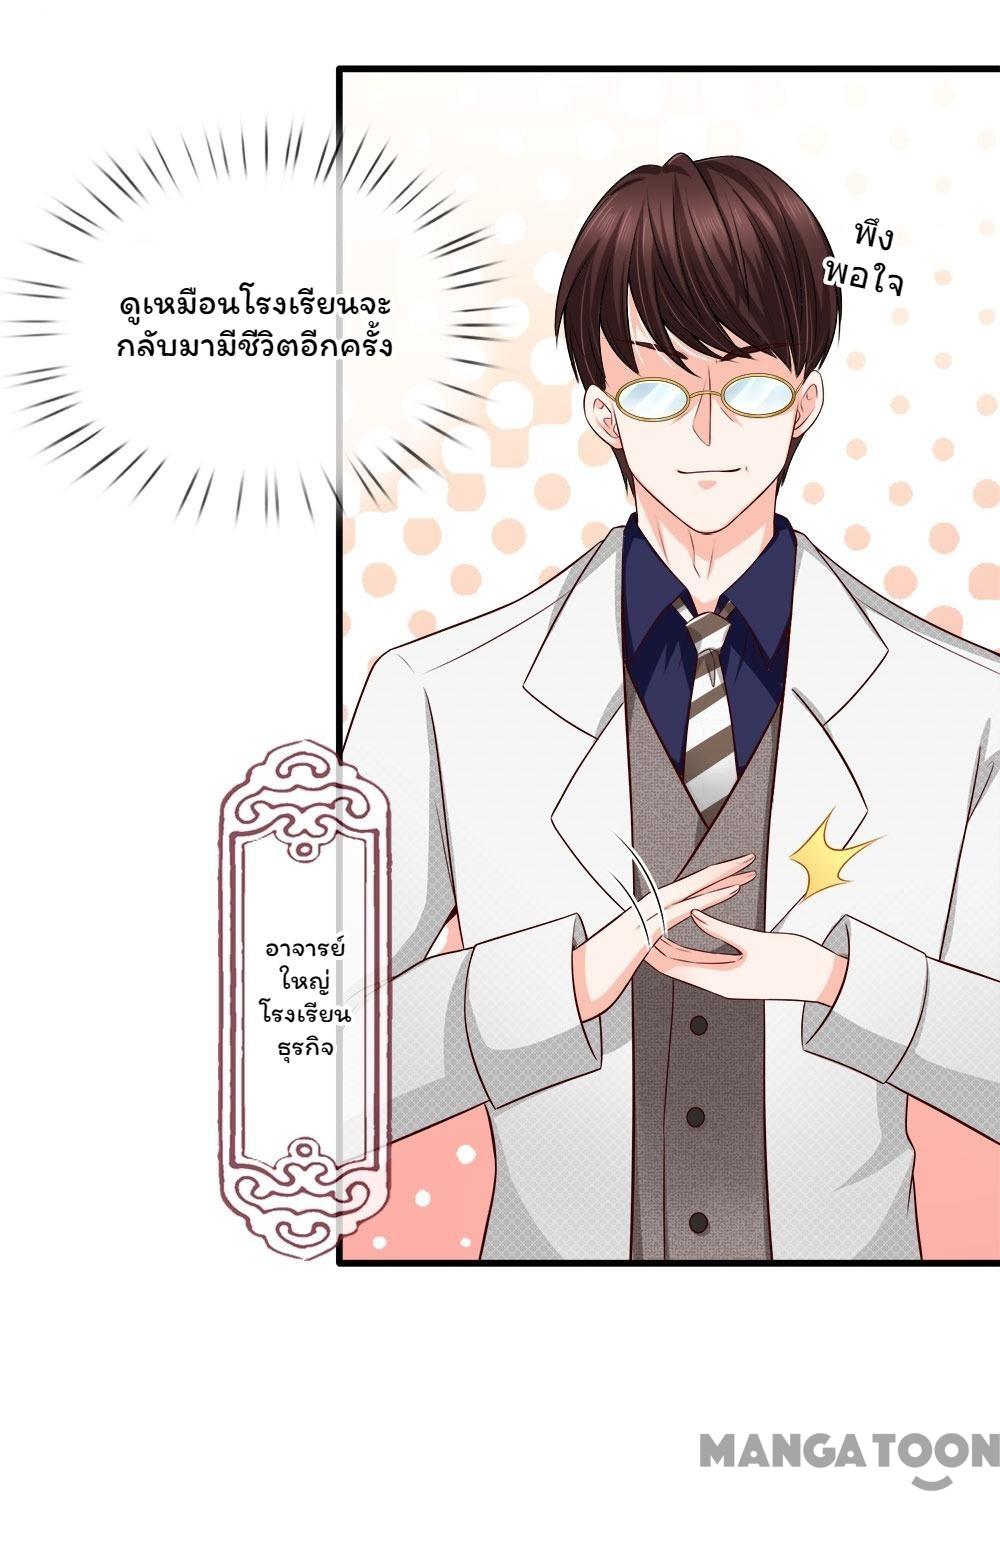 ดูเหมือนโรงเรียนจะ
กลับมามีชีวิตอีกครั้ง
พึง
พอใจ
อาจารย์
ใหญ่
โรงเรียน
ธุรกิจ
MANGATOON